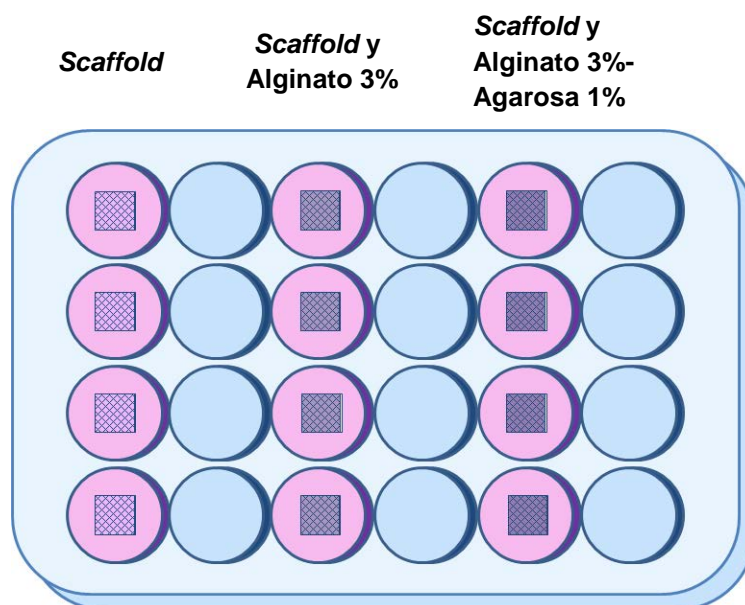 Scaffold
Scaffold y
Alginato 3%
Scaffold y
Alginato 3%-
Agarosa 1%